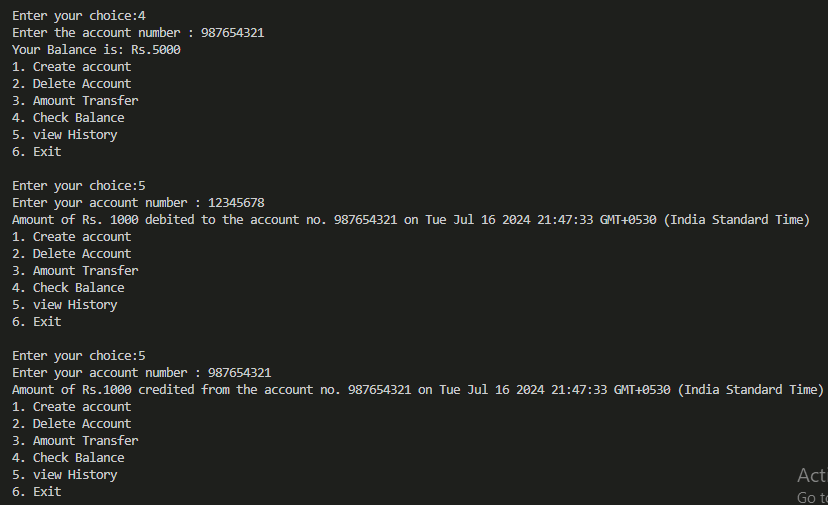 Enter your choice:4
Enter the account number : 987654321
Your Balance is: Rs.5000
1. Create account
2. Delete Account
3. Amount Transfer
4. Check Balance
5. view History
6. Exit
Enter your choice:5
Enter your account number : 12345678
Amount of Rs. 1000 debited to the account no. 987654321 on Tue Jul 16 2024 21:47:33 GMT+0530 (India Standard Time)
1. Create account
2. Delete Account
3. Amount Transfer
4. Check Balance
5. view History
6. Exit
Enter your choice:5
Enter your account number : 987654321
Amount of Rs.1000 credited from the account no. 987654321 on Tue Jul 16 2024 21:47:33 GMT+0530 (India Standard Time)
1. Create account
2. Delete Account
3. Amount Transfer
4. Check Balance
5. view History
6. Exit